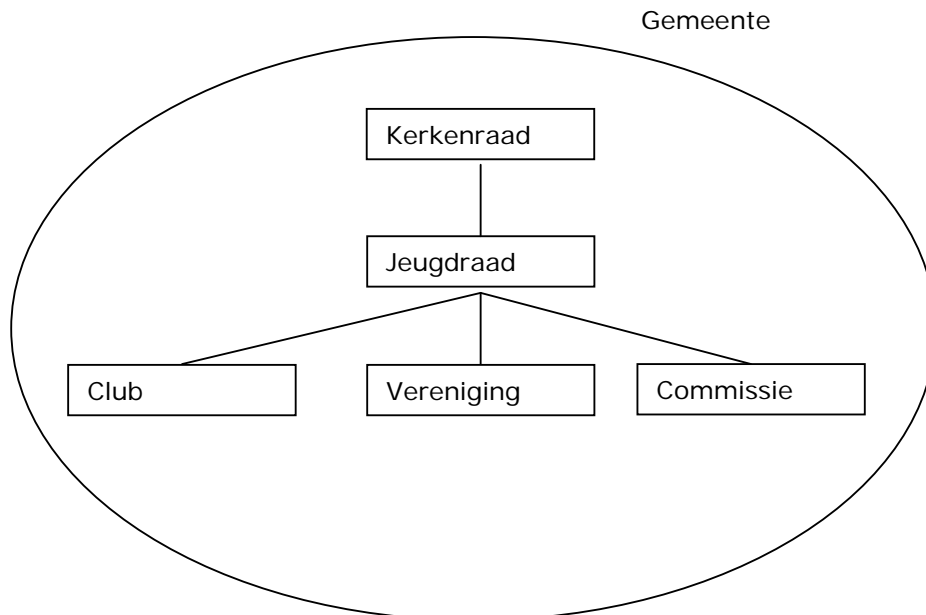 Gemeente
Kerkenraad
Jeugdraad
Club
Vereniging
Commissie